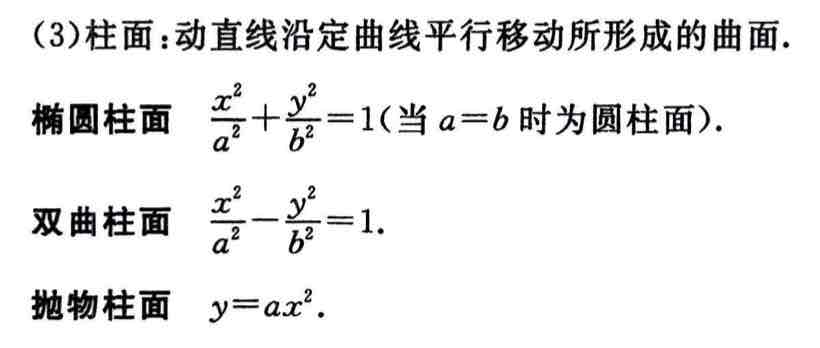 (3)柱面:动直线沿定曲线平行移动所形成的曲面.
椭圆柱面 $\frac{x^2}{a^2}+\frac{y^2}{b^2}=1$(当 $a=b$ 时为圆柱面).
双曲柱面 $\frac{x^2}{a^2}-\frac{y^2}{b^2}=1$.
抛物柱面 $y=ax^2$.